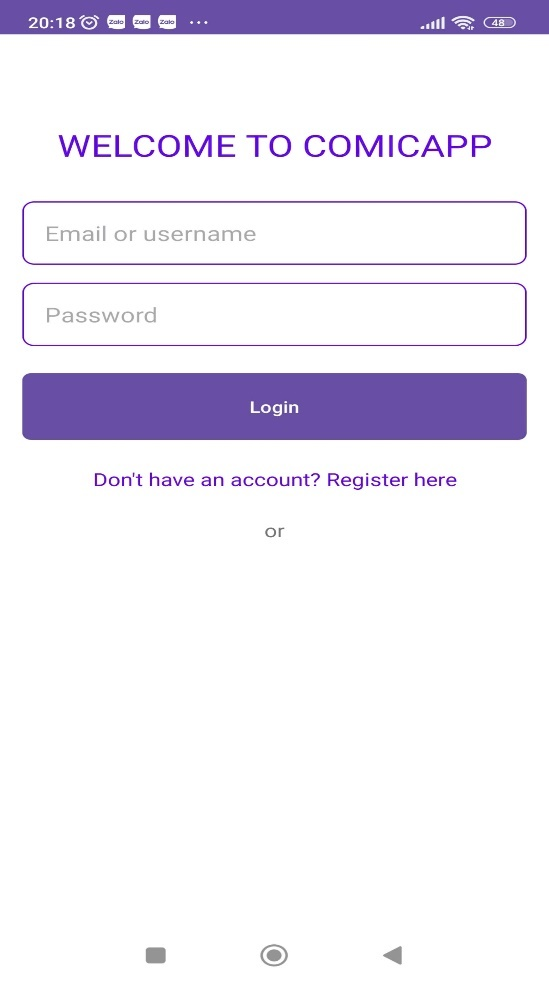 20:18 Zalo Zalo Zalo ... 48
WELCOME TO COMICAPP
Email or username
Password
Login
Don't have an account? Register here
or